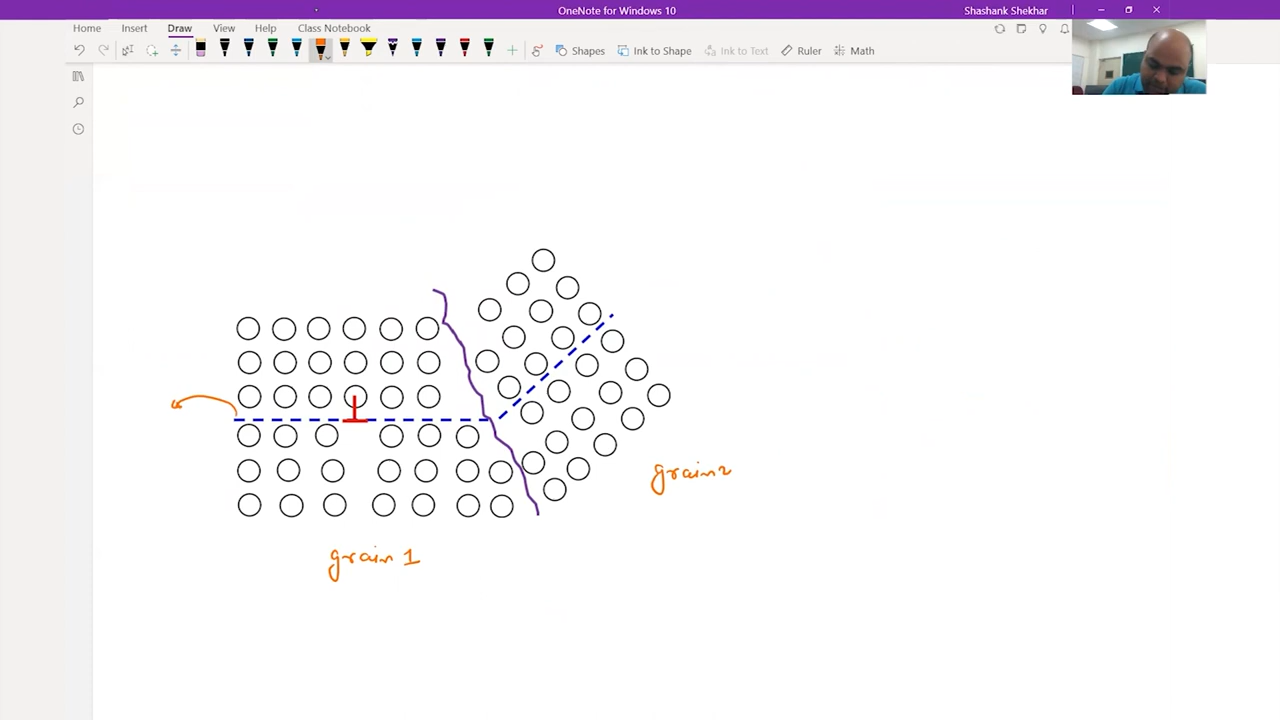 OneNote for Windows 10
Shashank Shekhar
Home Insert Draw View Help Class Notebook
Shapes Ink to Shape Ink to Text Ruler Math
grain 2
grain 1